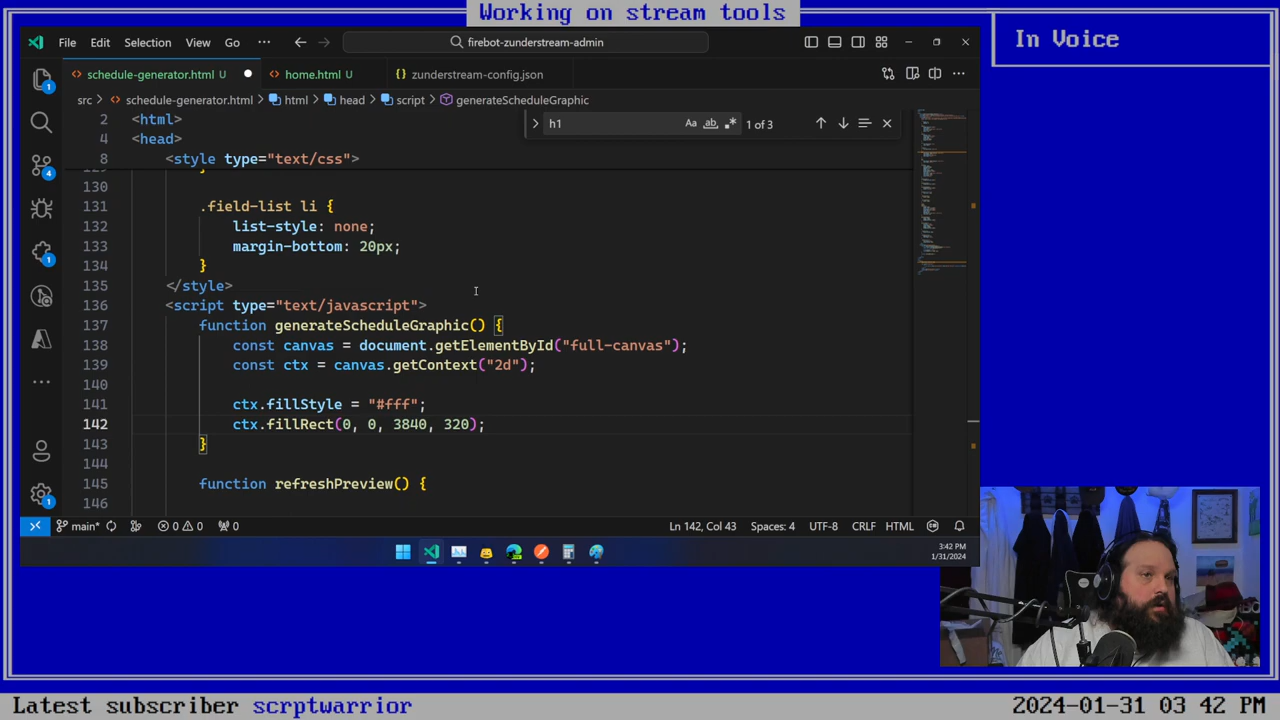 Working on stream tools
In Voice
File Edit Selection View Go ··· firebot-zunderstream-admin
schedule-generator.html U home.html U zunderstream-config.json
src > schedule-generator.html > html > head > script > generateScheduleGraphic
h1 Aa ab 1 of 3
2 <html>
4 <head>
8 <style type="text/css">
130
131 .field-list li {
132 list-style: none;
133 margin-bottom: 20px;
134 }
135 </style>
136 <script type="text/javascript">
137 function generateScheduleGraphic() {
138 const canvas = document.getElementById("full-canvas");
139 const ctx = canvas.getContext("2d");
140
141 ctx.fillStyle = "#fff";
142 ctx.fillRect(0, 0, 3840, 320);
143 }
144
145 function refreshPreview() {
146
main* 0 0 0 Ln 142, Col 43 Spaces: 4 UTF-8 CRLF HTML
3:42 PM
1/31/2024
Latest subscriber scrptwarrior 2024-01-31 03 42 PM